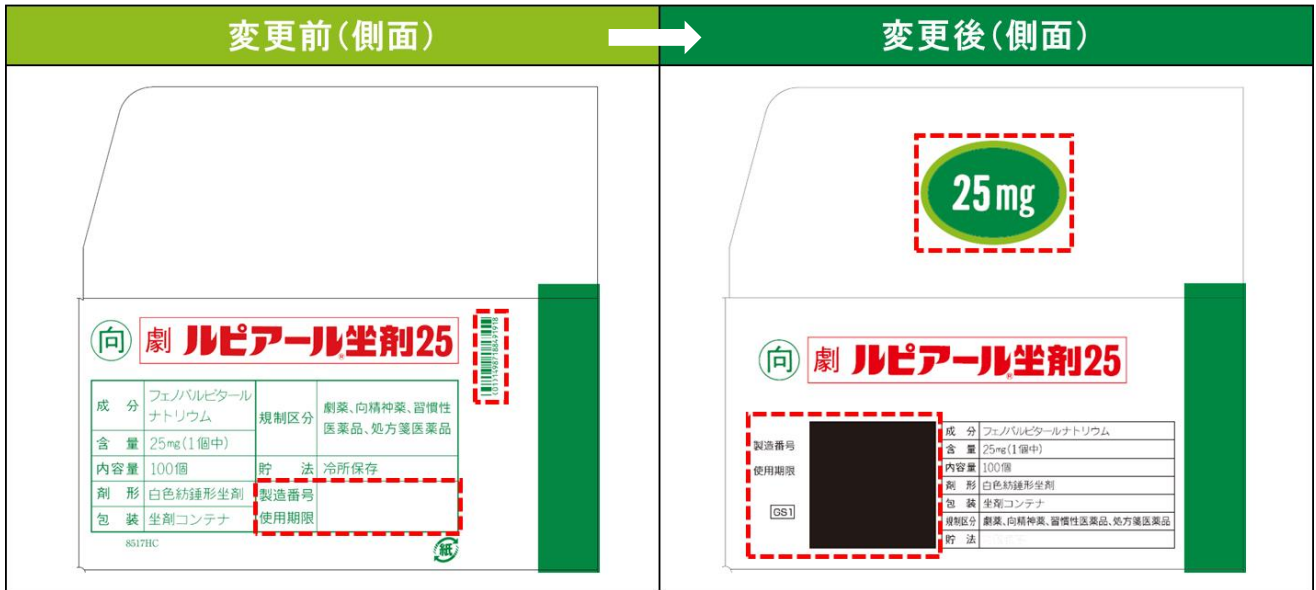 変更前(側面)
変更後(側面)
向
劇 ルピアール®坐剤25
(01)14987188491918
成 分 フェノバルビタール
ナトリウム
規制区分 劇薬、向精神薬、習慣性
医薬品、処方箋医薬品
含 量 25mg(1個中)
内容量 100個
貯 法 冷所保存
剤 形 白色紡錘形坐剤
製造番号
包 装 坐剤コンテナ
使用期限
8517HC
紙
25mg
向
劇 ルピアール®坐剤25
製造番号
使用期限
GS1
成 分 フェノバルビタールナトリウム
含 量 25mg(1個中)
内容量 100個
剤 形 白色紡錘形坐剤
包 装 坐剤コンテナ
規制区分 劇薬、向精神薬、習慣性医薬品、処方箋医薬品
貯 法